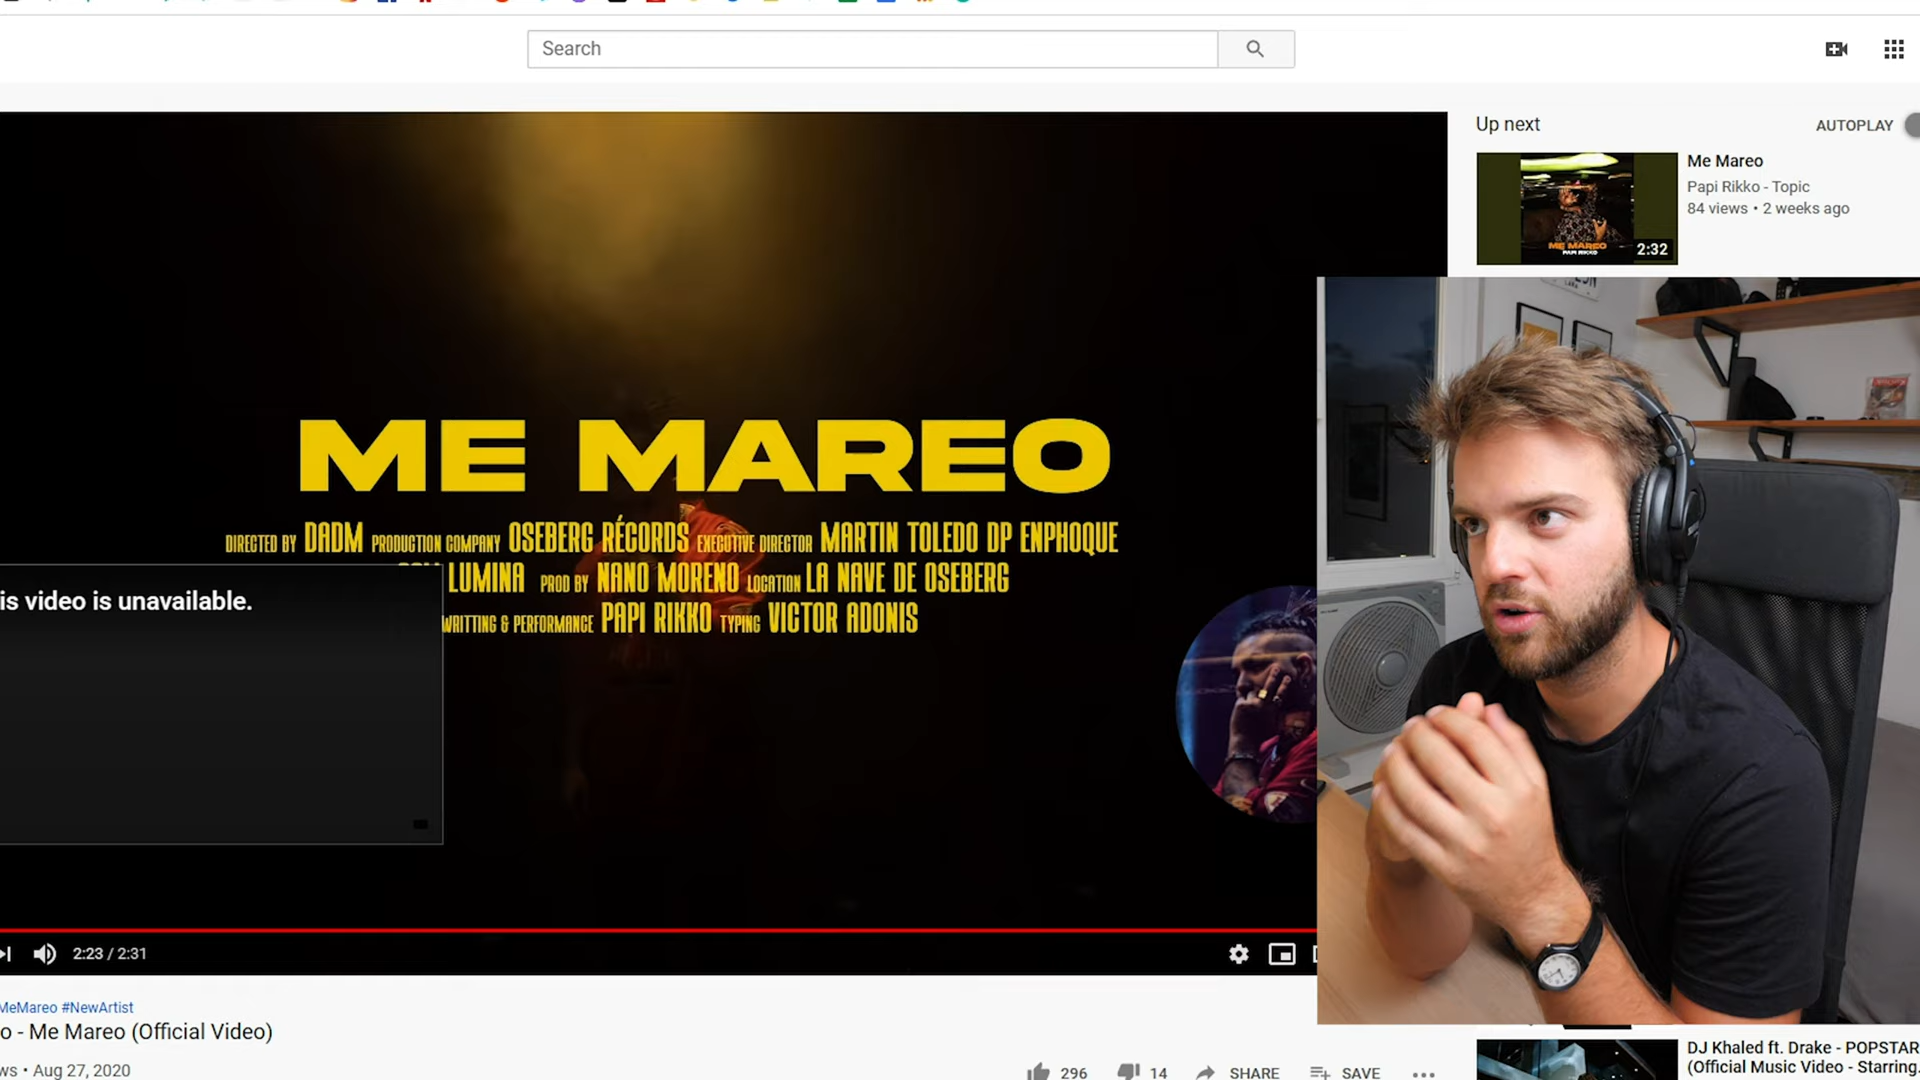 Search
Up next
AUTOPLAY
Me Mareo
Papi Rikko - Topic
84 views • 2 weeks ago
ME MAREO
PAPI RIKKO
2:32
ME MAREO
DIRECTED BY DADM PRODUCTION COMPANY OSEBERG RÉCORDS EXECUTIVE DIRECTOR MARTIN TOLEDO DP ENPHOQUE
LUMINA PROD BY NANO MORENO LOCATION LA NAVE DE OSEBERG
WRITTING & PERFORMANCE PAPI RIKKO TYPING VICTOR ADONIS
is video is unavailable.
2:23 / 2:31
MeMareo #NewArtist
o - Me Mareo (Official Video)
ws • Aug 27, 2020
296
14
SHARE
SAVE
DJ Khaled ft. Drake - POPSTAR
(Official Music Video - Starring